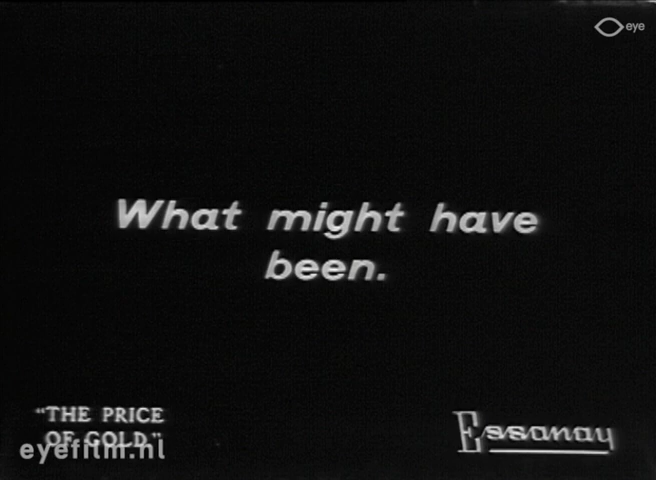 eye
What might have
been.
"THE PRICE
OF GOLD."
eyefilm.nl
Essanay